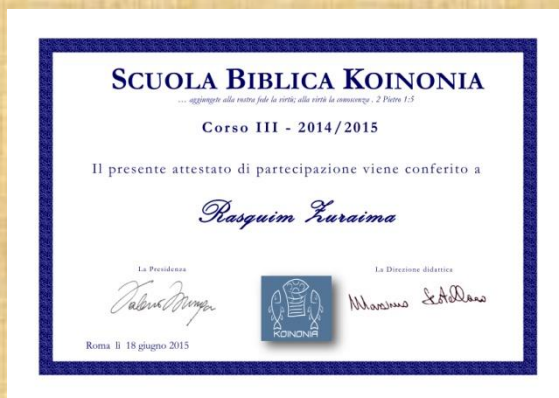 SCUOLA BIBLICA KOINONIA
... aggiungete alla vostra fede la virtù; alla virtù la conoscenza . 2 Pietro 1:5
Corso III - 2014/2015
Il presente attestato di partecipazione viene conferito a
Rasquim Zuraima
La Presidenza
La Direzione didattica
KOINONIA
Roma lì 18 giugno 2015